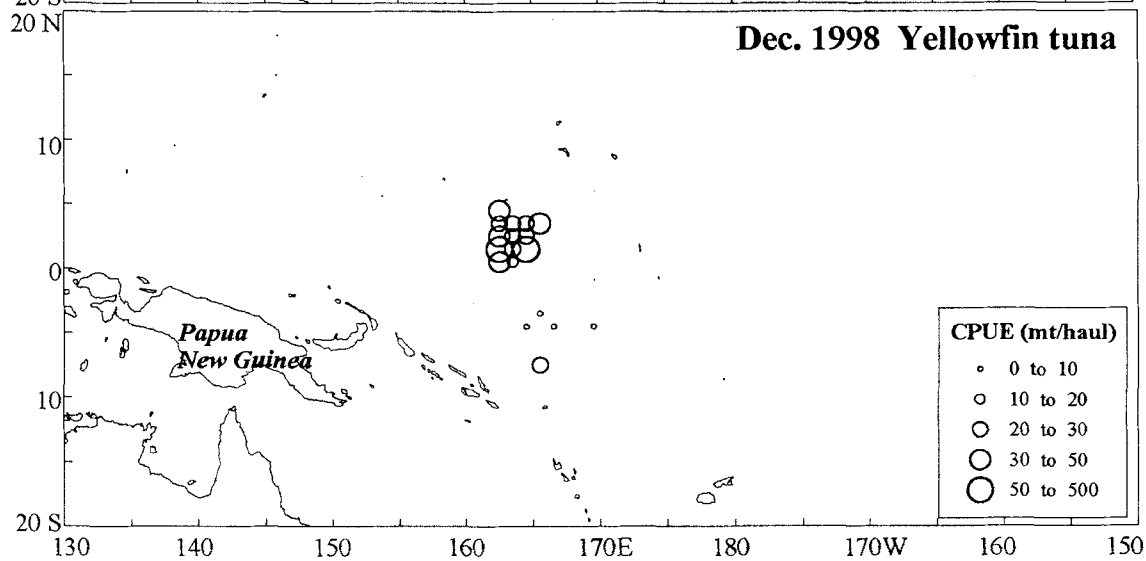 20 S
20 N
Dec. 1998 Yellowfin tuna
10
0
Papua
New Guinea
CPUE (mt/haul)
0 to 10
10 to 20
20 to 30
30 to 50
50 to 500
10
20 S
130 140 150 160 170E 180 170W 160 150